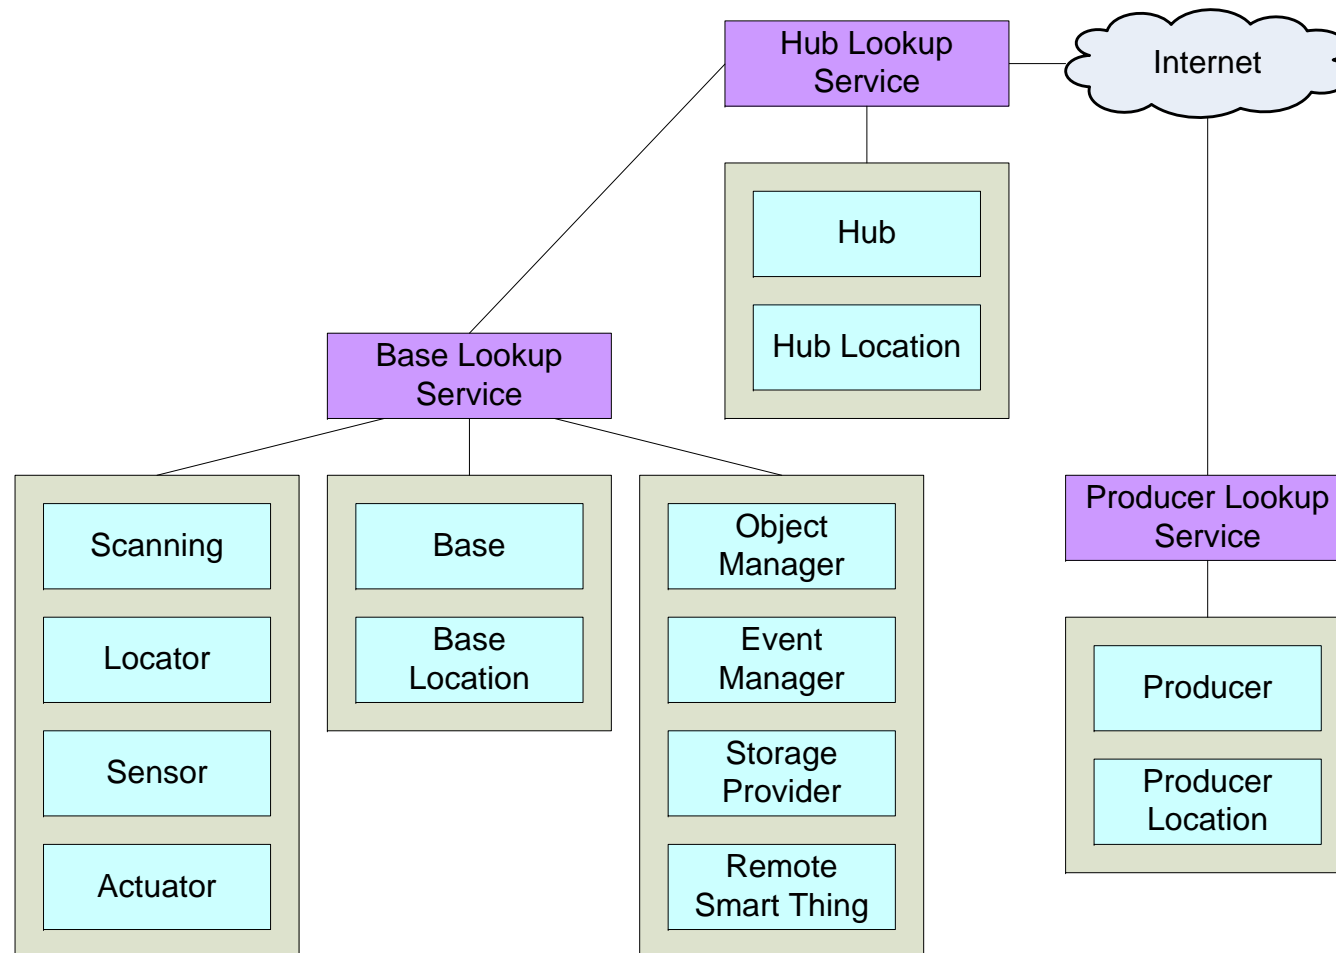 Hub Lookup
Service
Internet
Hub
Hub Location
Base Lookup
Service
Scanning
Locator
Sensor
Actuator
Base
Base
Location
Object
Manager
Event
Manager
Storage
Provider
Remote
Smart Thing
Producer Lookup
Service
Producer
Producer
Location